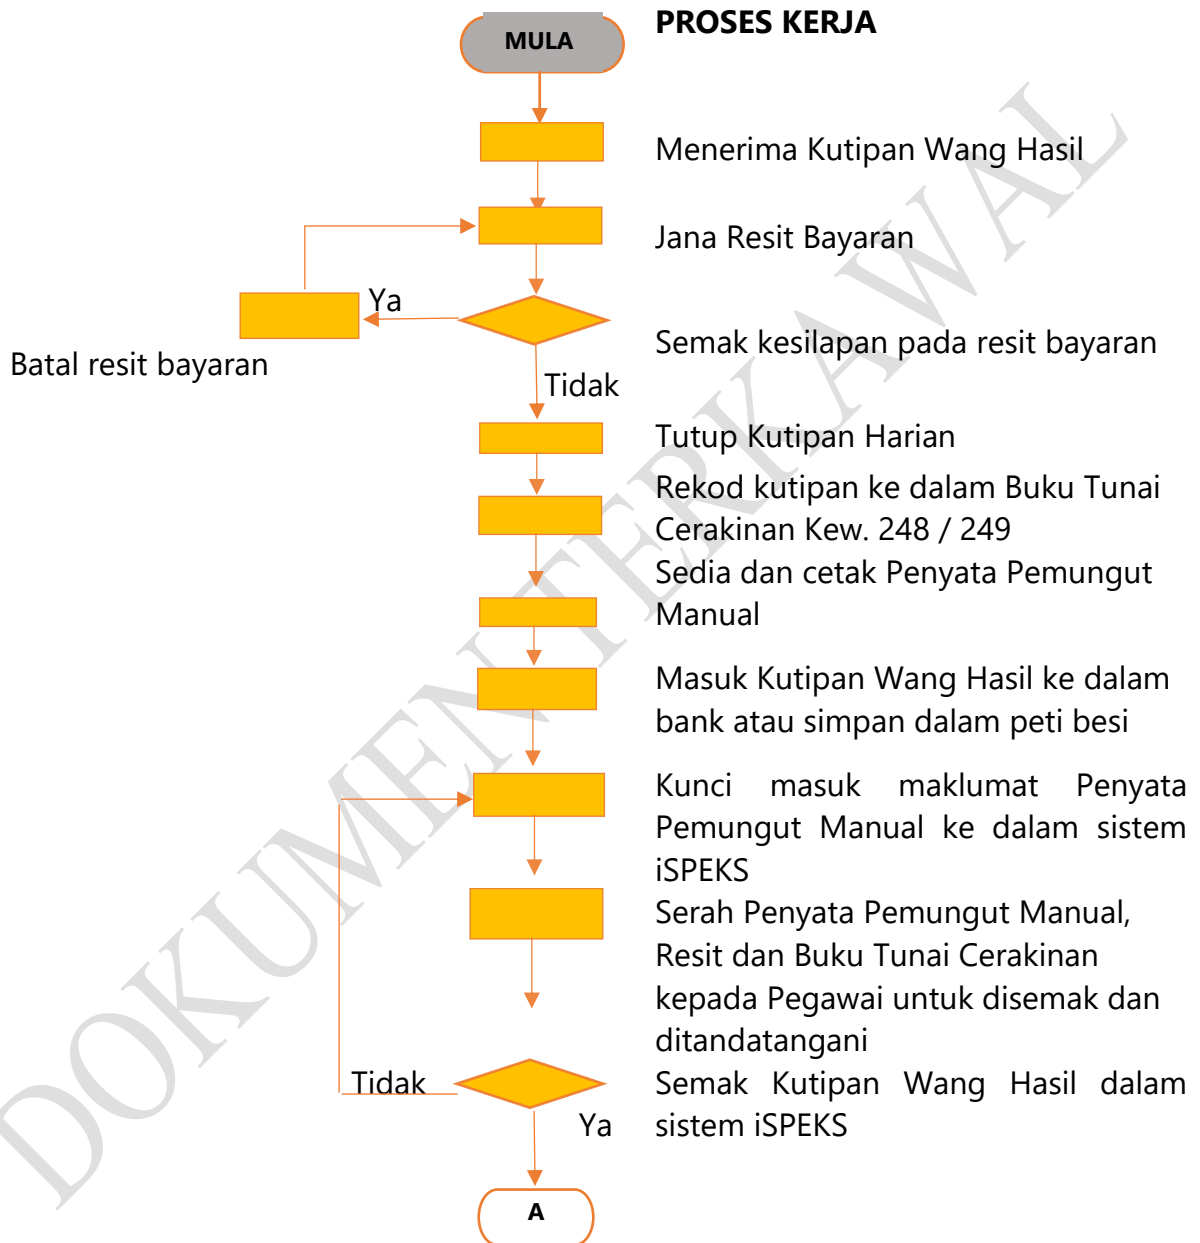 PROSES KERJA
MULA
Menerima Kutipan Wang Hasil
Jana Resit Bayaran
Ya
Semak kesilapan pada resit bayaran
Batal resit bayaran
Tidak
Tutup Kutipan Harian
Rekod kutipan ke dalam Buku Tunai
Cerakinan Kew. 248 / 249
Sedia dan cetak Penyata Pemungut
Manual
Masuk Kutipan Wang Hasil ke dalam
bank atau simpan dalam peti besi
Kunci masuk maklumat Penyata
Pemungut Manual ke dalam sistem
iSPEKS
Serah Penyata Pemungut Manual,
Resit dan Buku Tunai Cerakinan
kepada Pegawai untuk disemak dan
ditandatangani
Tidak
Semak Kutipan Wang Hasil dalam
sistem iSPEKS
Ya
A
DOKUMEN TERKAWAL